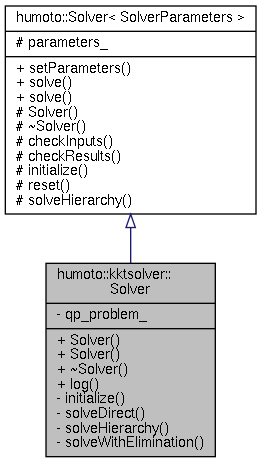 humoto::Solver< SolverParameters >
# parameters_
+ setParameters()
+ solve()
+ solve()
# Solver()
# ~Solver()
# checkInputs()
# checkResults()
# initialize()
# reset()
# solveHierarchy()
humoto::kktsolver::
Solver
- qp_problem_
+ Solver()
+ Solver()
+ ~Solver()
+ log()
- initialize()
- solveDirect()
- solveHierarchy()
- solveWithElimination()